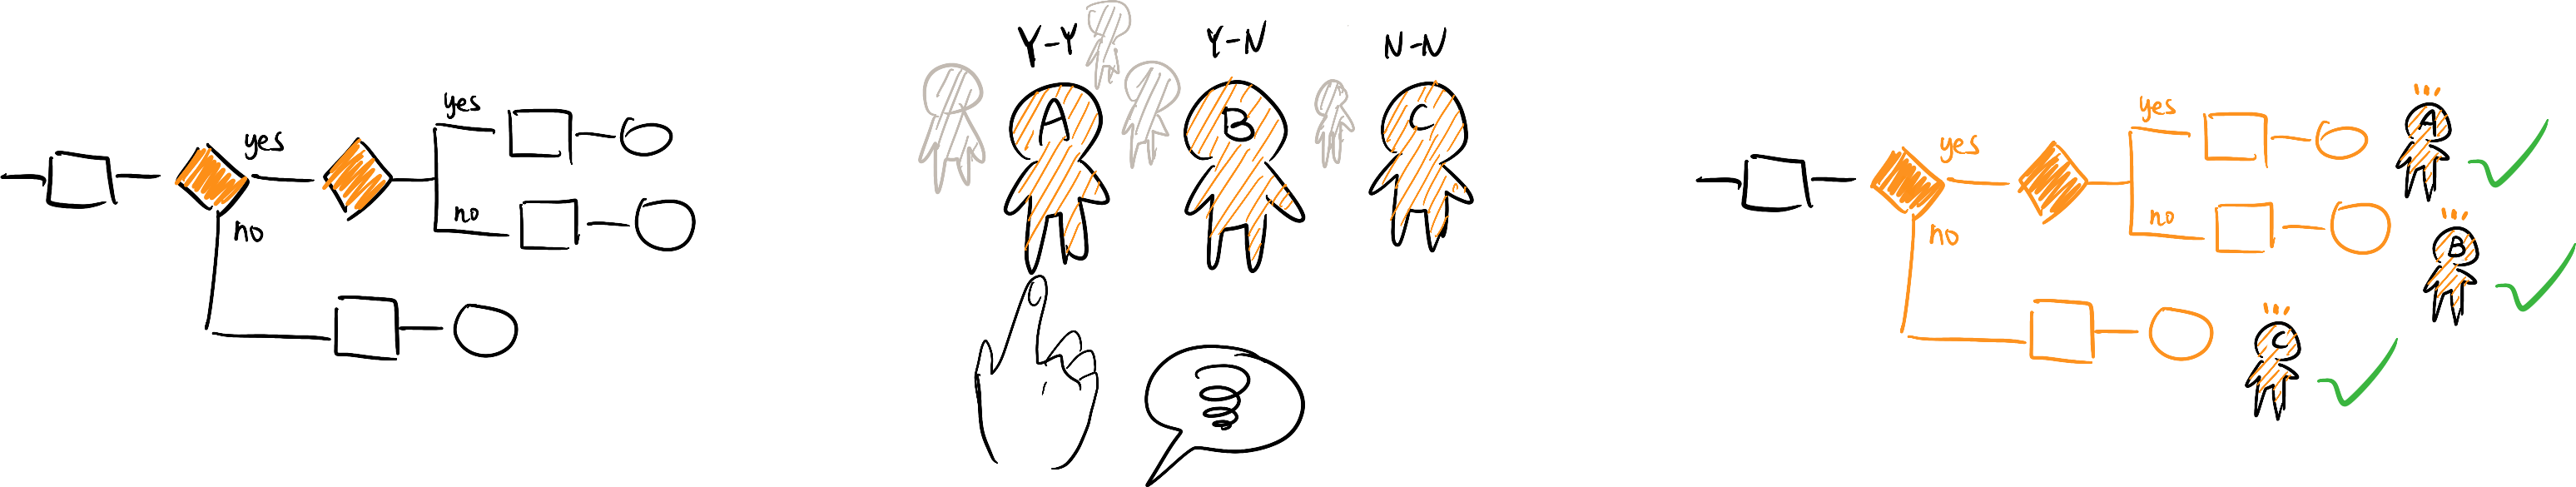 yes
yes
no
no
Y-Y
Y-N
N-N
A
B
C
yes
yes
no
no
A
B
C